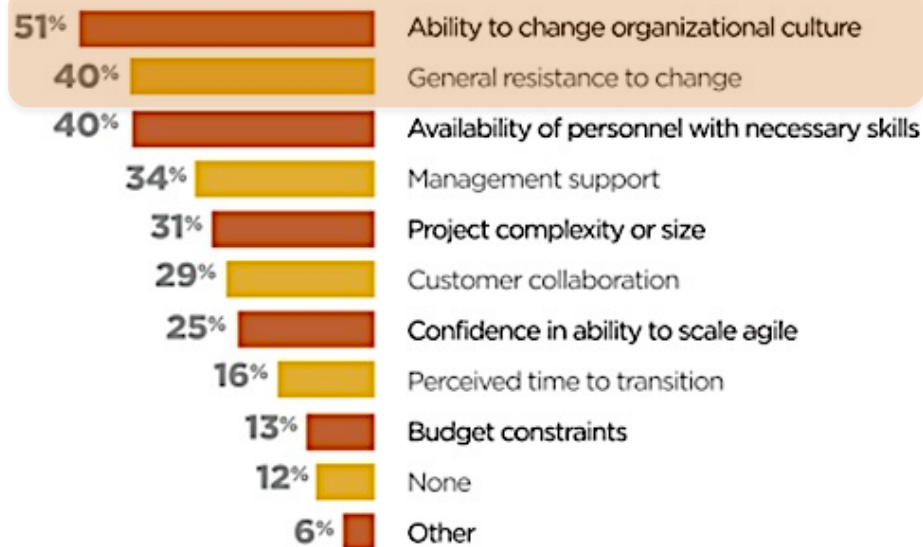 51% Ability to change organizational culture
40% General resistance to change
40% Availability of personnel with necessary skills
34% Management support
31% Project complexity or size
29% Customer collaboration
25% Confidence in ability to scale agile
16% Perceived time to transition
13% Budget constraints
12% None
6% Other